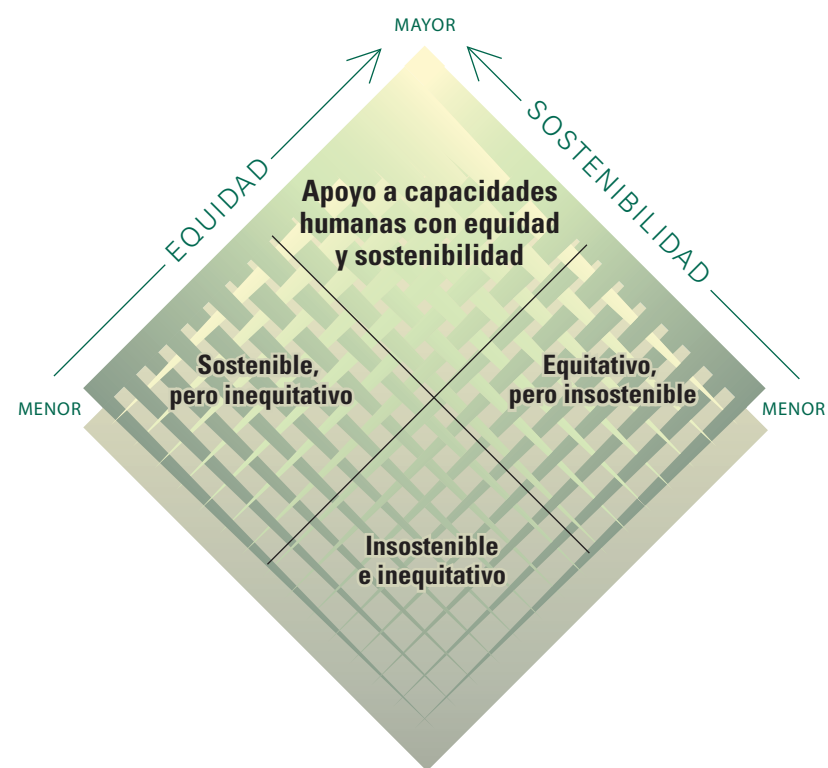 MAYOR
EQUIDAD
SOSTENIBILIDAD
Apoyo a capacidades
humanas con equidad
y sostenibilidad
Sostenible,
pero inequitativo
Equitativo,
pero insostenible
MENOR
MENOR
Insostenible
e inequitativo